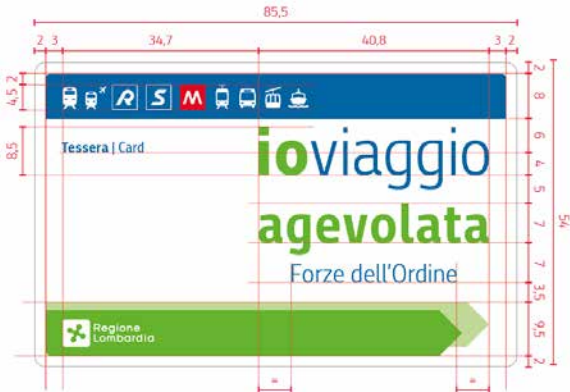 85,5
2 3 34,7 40,8 3 2
2
4,5
8,5
R S M
Tessera | Card
ioviaggio
agevolata
Forze dell'Ordine
Regione
Lombardia
2
8
6
4
5
7
7
3,5
9,5
2
54
a a